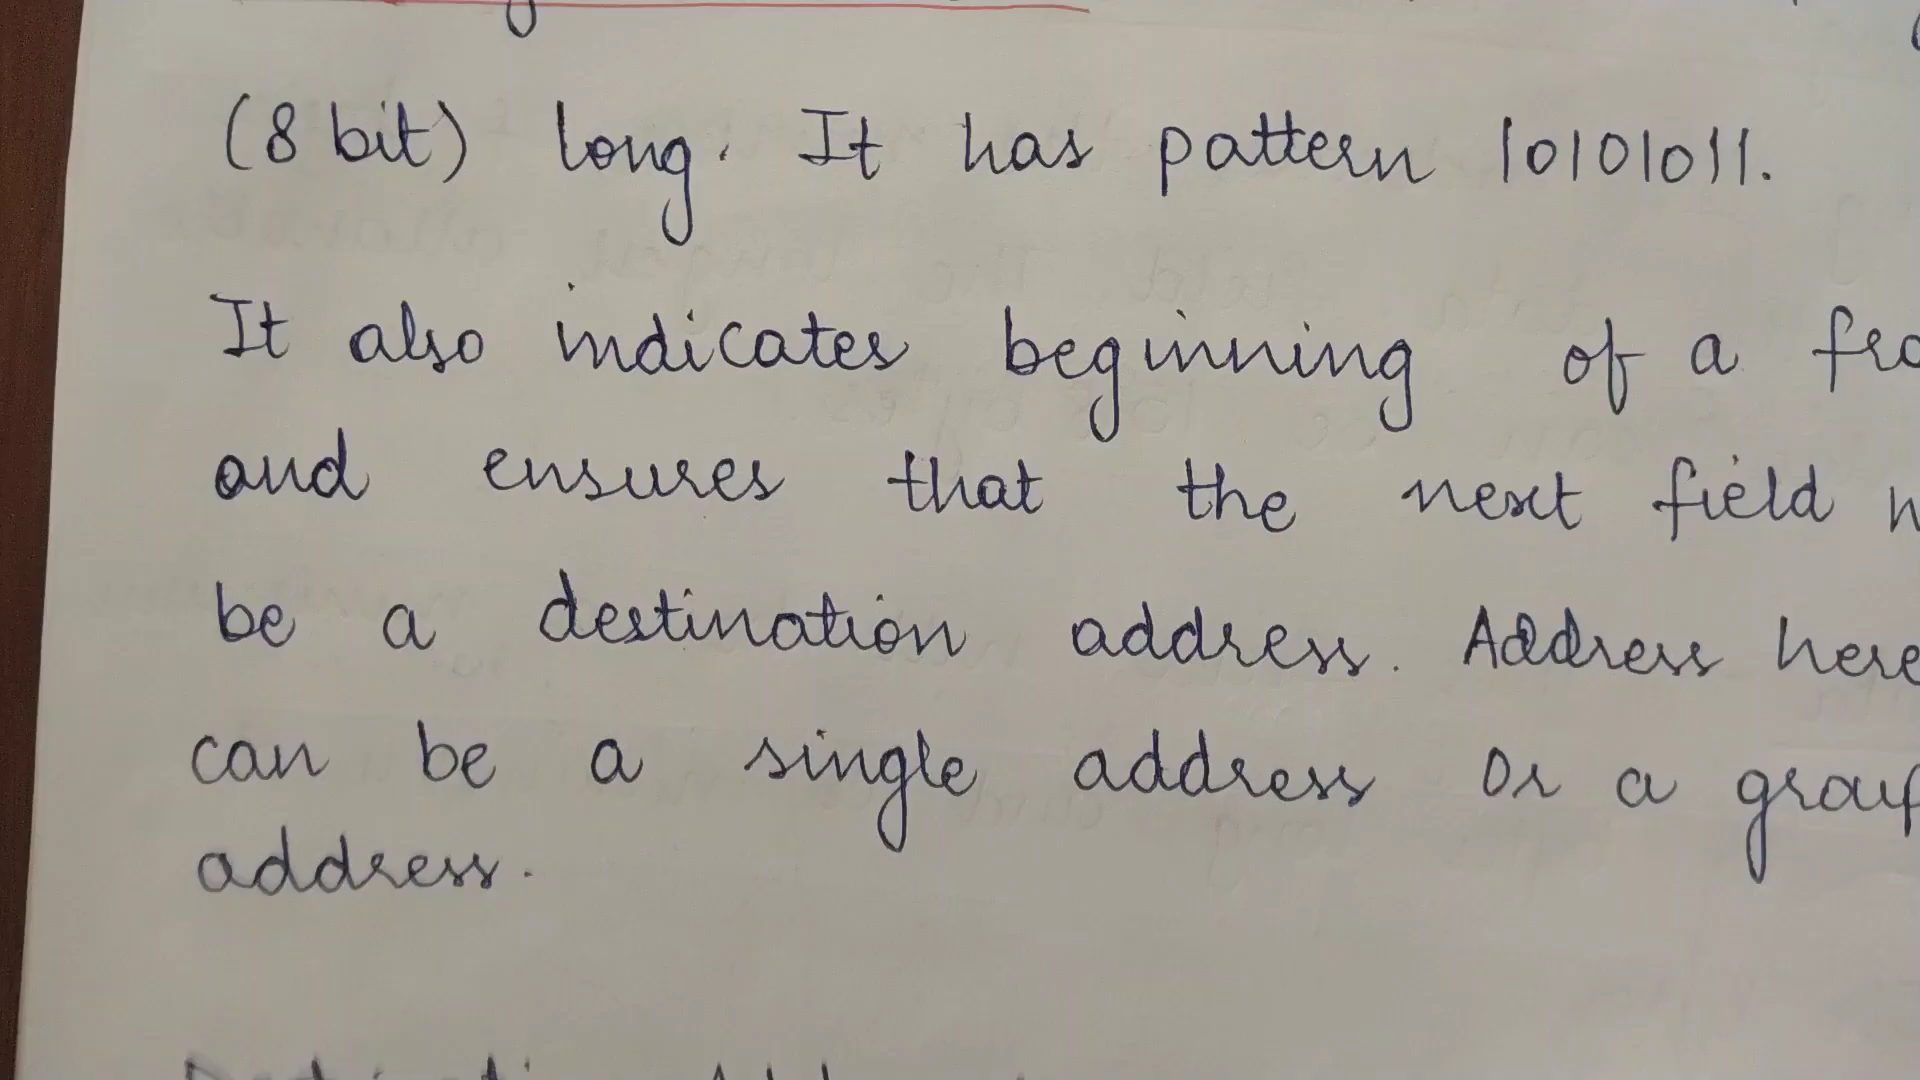 (8 bit) long. It has pattern 10101011.
It also indicates beginning of a
and ensures that the next field
be a destination address. Address here
can be a single address or a group
address.